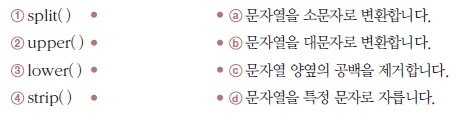 ① split( ) ● ● ⓐ 문자열을 소문자로 변환합니다.
② upper( ) ● ● ⓑ 문자열을 대문자로 변환합니다.
③ lower( ) ● ● ⓒ 문자열 양옆의 공백을 제거합니다.
④ strip( ) ● ● ⓓ 문자열을 특정 문자로 자릅니다.